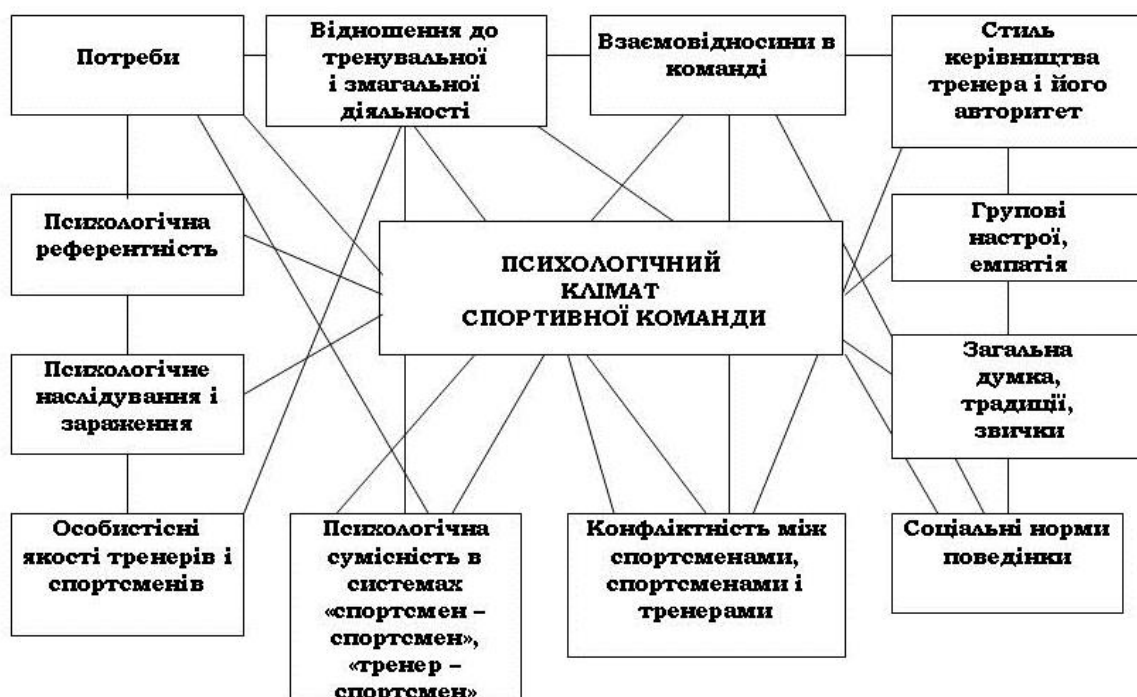 Потреби
Відношення до
тренувальної
і змагальної
діяльності
Взаємовідносини в
команді
Стиль
керівництва
тренера і його
авторитет
Психологічна
референтність
ПСИХОЛОГІЧНИЙ
КЛІМАТ
СПОРТИВНОЇ КОМАНДИ
Групові
настрої,
емпатія
Психологічне
наслідування і
зараження
Загальна
думка,
традиції,
звички
Особистісні
якості тренерів і
спортсменів
Психологічна
сумісність в
системах
«спортсмен –
спортсмен»,
«тренер –
спортсмен»
Конфліктність між
спортсменами,
спортсменами і
тренерами
Соціальні норми
поведінки